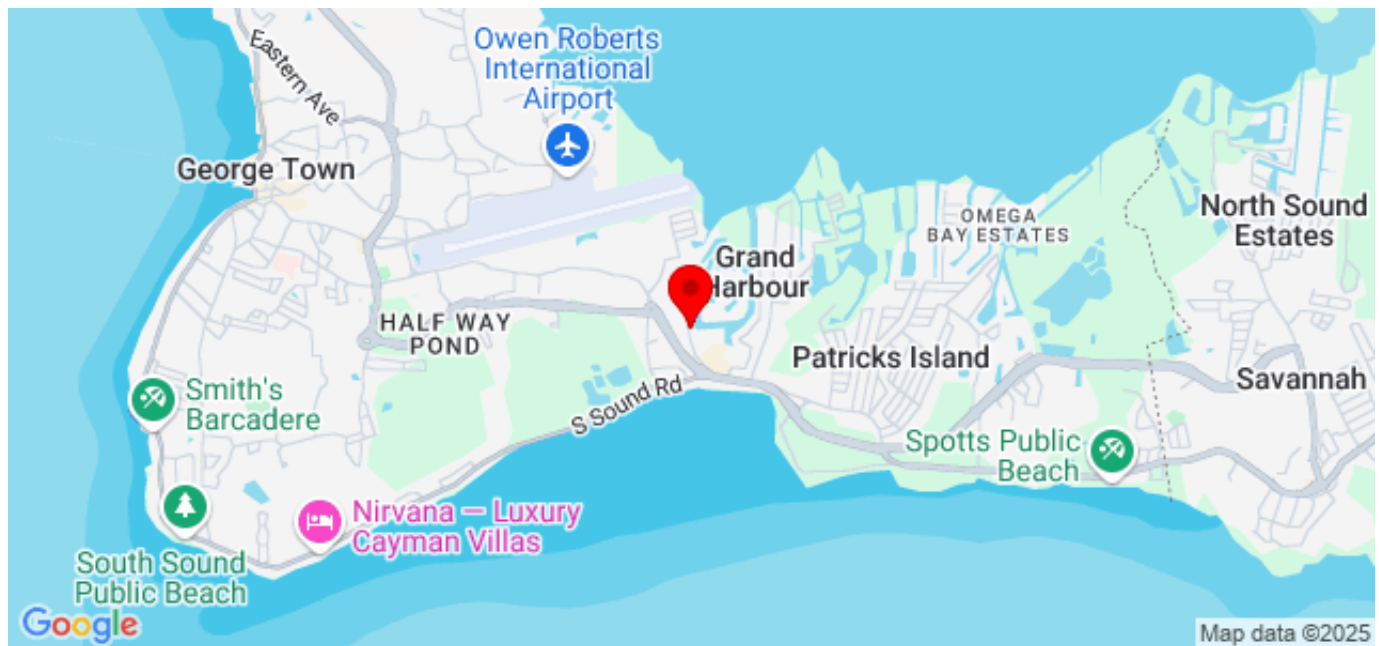 Eastern Ave
Owen Roberts
International
Airport
George Town
OMEGA
BAY ESTATES
North Sound
Estates
Grand
Harbour
HALF WAY
POND
Patricks Island
Savannah
Smith's
Barcadere
S Sound Rd
Spotts Public
Beach
Nirvana — Luxury
Cayman Villas
South Sound
Public Beach
Google
Map data ©2025